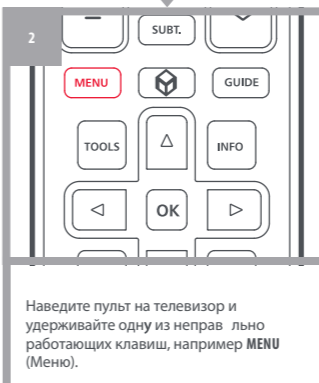 2
SUBT.
MENU
GUIDE
TOOLS
INFO
OK
Наведите пульт на телевизор и
удерживайте одну из неправ льно
работающих клавиш, например MENU
(Меню).